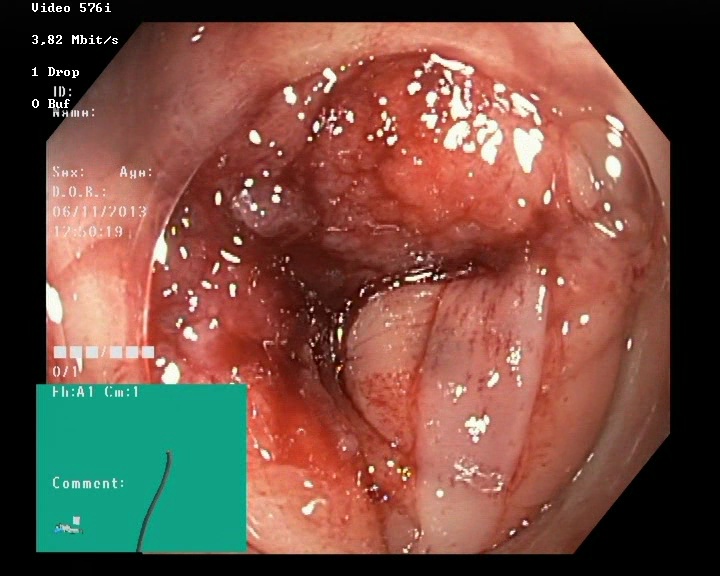 Video 576i
3,82 Mbit/s
1 Drop
ID:
0 Buf
Name:
Sex: Age:
D.O.B.:
06/11/2013
12:50:19
0/1
Ph:A1 Cm:1
Comment: